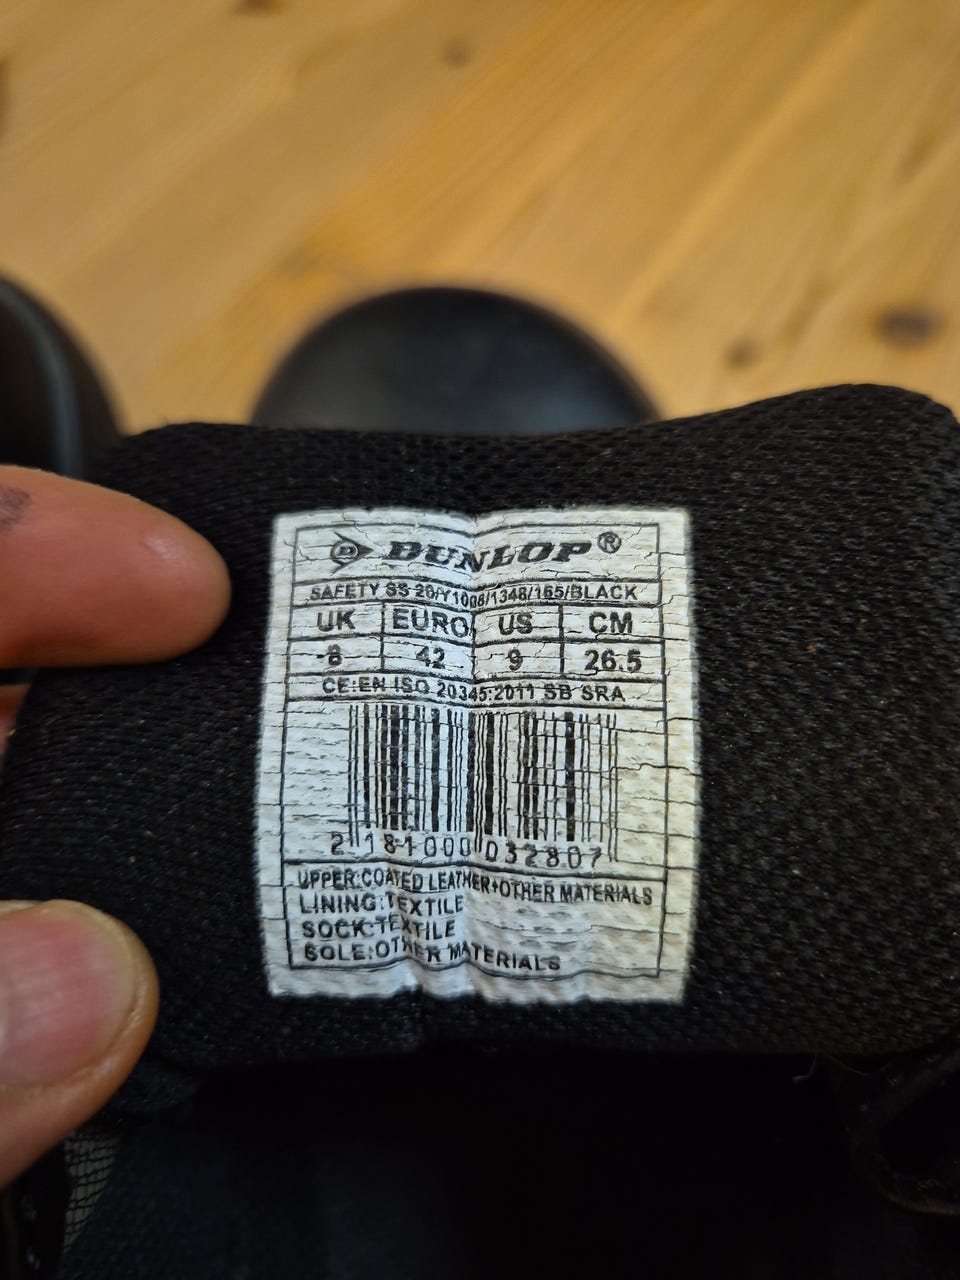 D DUNLOP®
SAFETY SS 20/Y1008/1348/165/BLACK
UK EURO US CM
8 42 9 26.5
CE:EN ISO 20345:2011 SB SRA
2 181000 032807
UPPER:COATED LEATHER+OTHER MATERIALS
LINING:TEXTILE
SOCK:TEXTILE
SOLE:OTHER MATERIALS